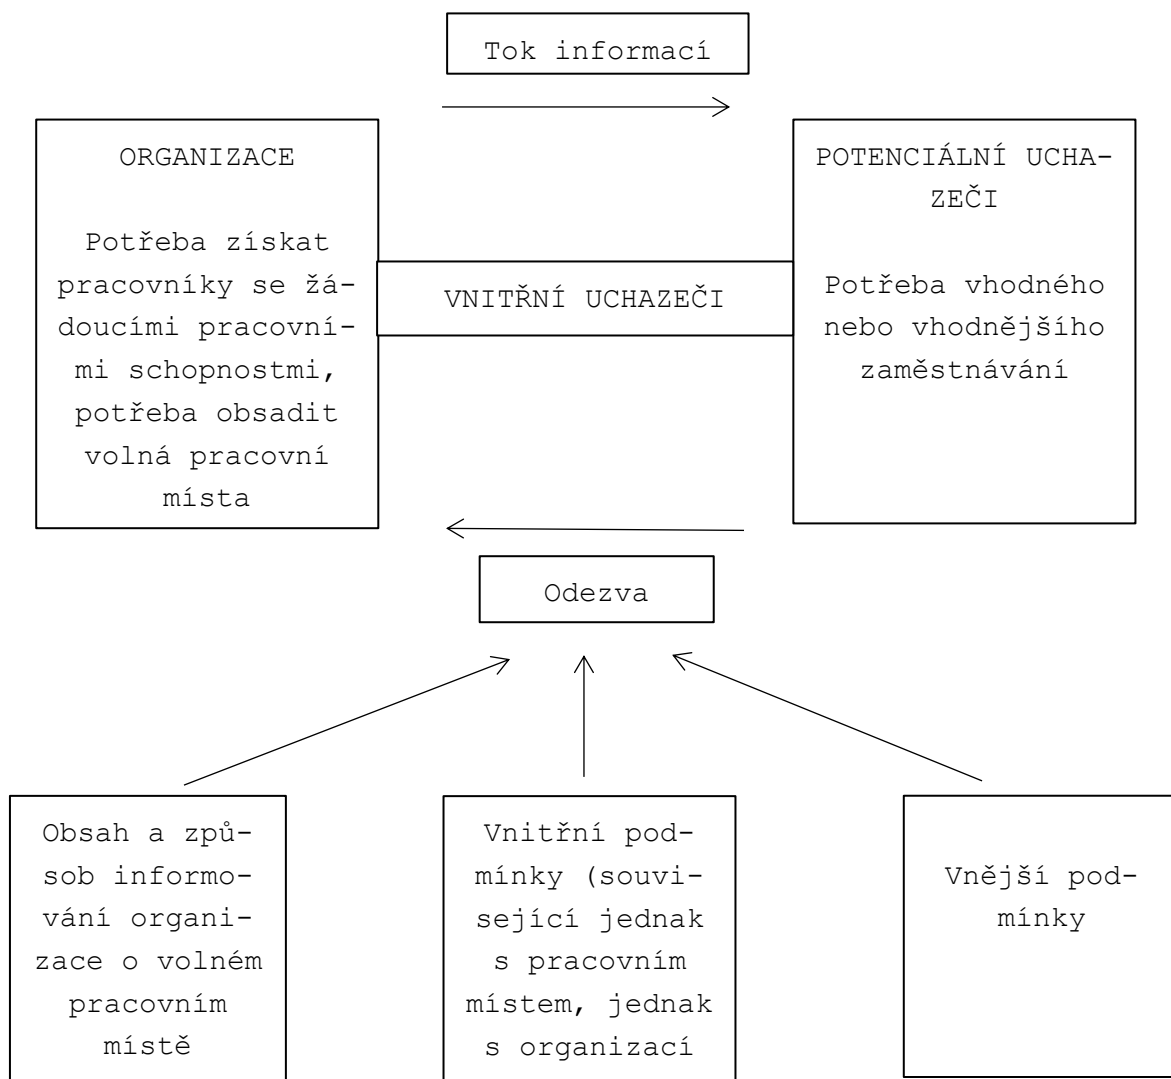 Tok informací
ORGANIZACE
Potřeba získat
pracovníky se žá-
doucími pracovní-
mi schopnostmi,
potřeba obsadit
volná pracovní
místa
VNITŘNÍ UCHAZEČI
POTENCIÁLNÍ UCHA-
ZEČI
Potřeba vhodného
nebo vhodnějšího
zaměstnávání
Odezva
Obsah a způ-
sob informo-
vání organi-
zace o volném
pracovním
místě
Vnitřní pod-
mínky (souvi-
sející jednak
s pracovním
místem, jednak
s organizací
Vnější pod-
mínky